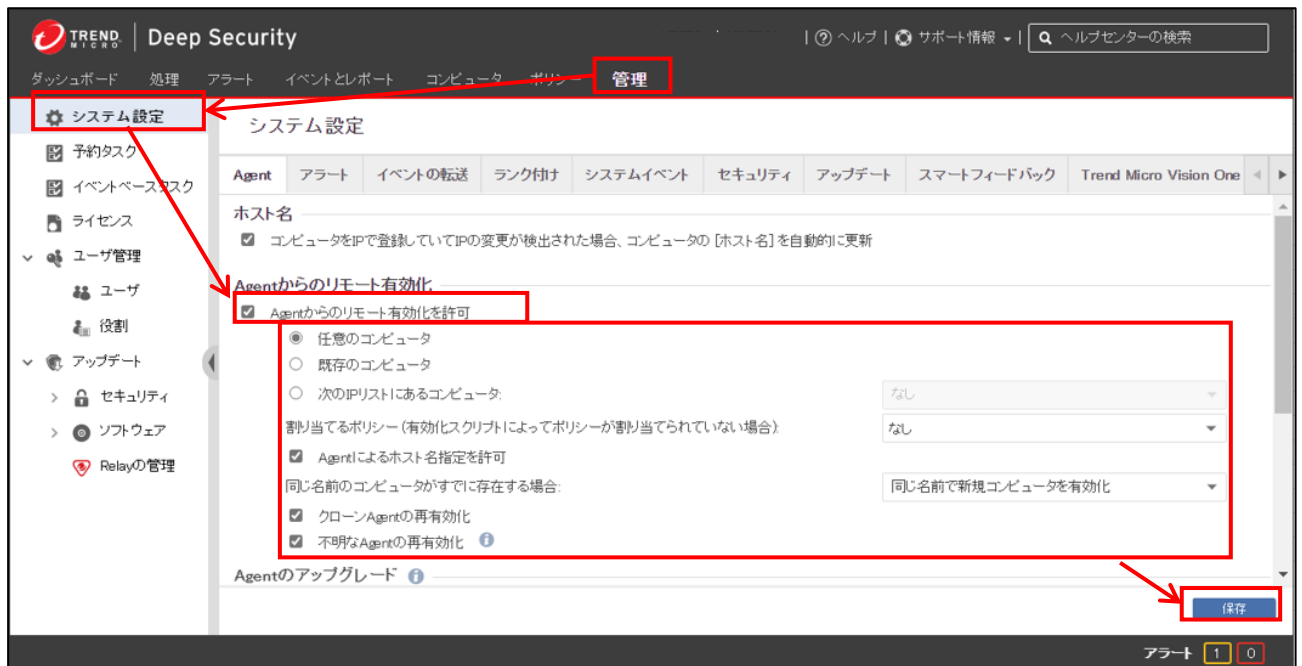 TREND MICRO | Deep Security
| ヘルプ | サポート情報 | ヘルプセンターの検索
ダッシュボード 処理 アラート イベントとレポート コンピュータ ポリシー 管理
システム設定
予約タスク
イベントベースタスク
ライセンス
ユーザ管理
ユーザ
役割
アップデート
セキュリティ
ソフトウェア
Relayの管理
システム設定
Agent アラート イベントの転送 ランク付け システムイベント セキュリティ アップデート スマートフィードバック Trend Micro Vision One
ホスト名
コンピュータをIPで登録していてIPの変更が検出された場合、コンピュータの [ホスト名] を自動的に更新
Agentからのリモート有効化
Agentからのリモート有効化を許可
任意のコンピュータ
既存のコンピュータ
次のIPリストにあるコンピュータ: なし
割り当てるポリシー (有効化スクリプトによってポリシーが割り当てられていない場合): なし
Agentによるホスト名指定を許可
同じ名前のコンピュータがすでに存在する場合: 同じ名前で新規コンピュータを有効化
クローンAgentの再有効化
不明なAgentの再有効化
Agentのアップグレード
保存
アラート 1 0